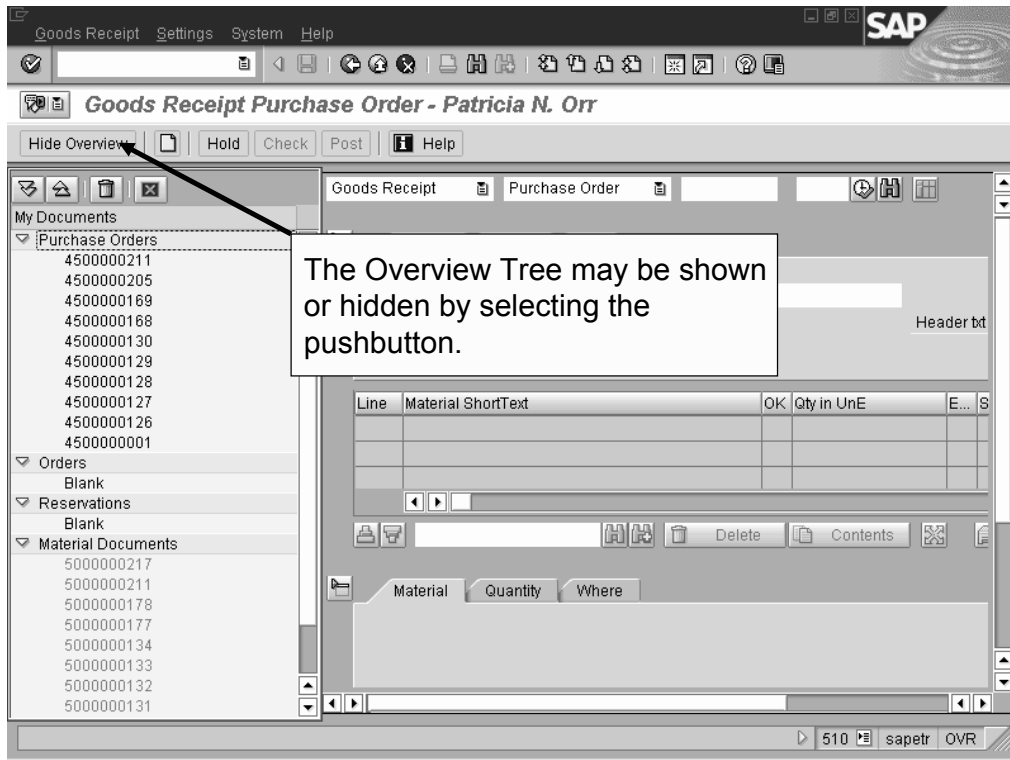 Goods Receipt Settings System Help
SAP
Goods Receipt Purchase Order - Patricia N. Orr
Hide Overview Hold Check Post Help
Goods Receipt Purchase Order
My Documents
Purchase Orders
4500000211
4500000205
4500000169
4500000168
4500000130
4500000129
4500000128
4500000127
4500000126
4500000001
Orders
Blank
Reservations
Blank
Material Documents
5000000217
5000000211
5000000178
5000000177
5000000134
5000000133
5000000132
5000000131
The Overview Tree may be shown
or hidden by selecting the
pushbutton.
Header txt
Line Material ShortText OK Qty in UnE E... S
Delete Contents
Material Quantity Where
510 sapetr OVR